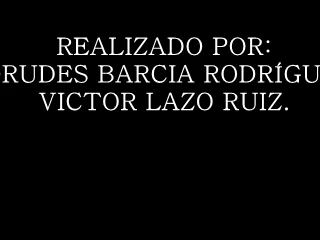 REALIZADO POR:
RUDES BARCIA RODRÍGU
VICTOR LAZO RUIZ.